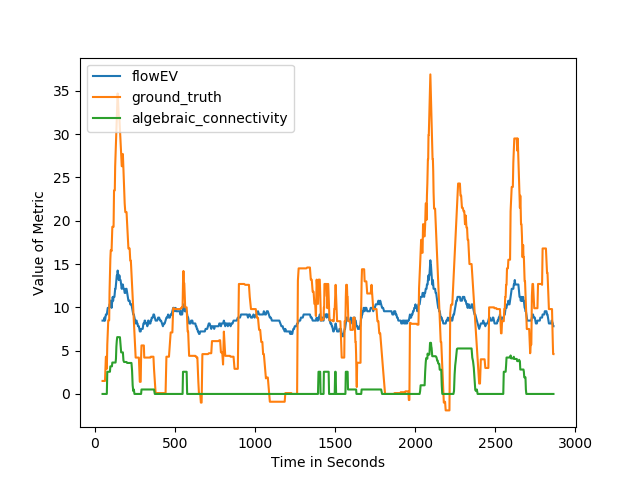 flowEV
ground_truth
algebraic_connectivity
35
30
25
20
15
10
5
0
Value of Metric
0 500 1000 1500 2000 2500 3000
Time in Seconds